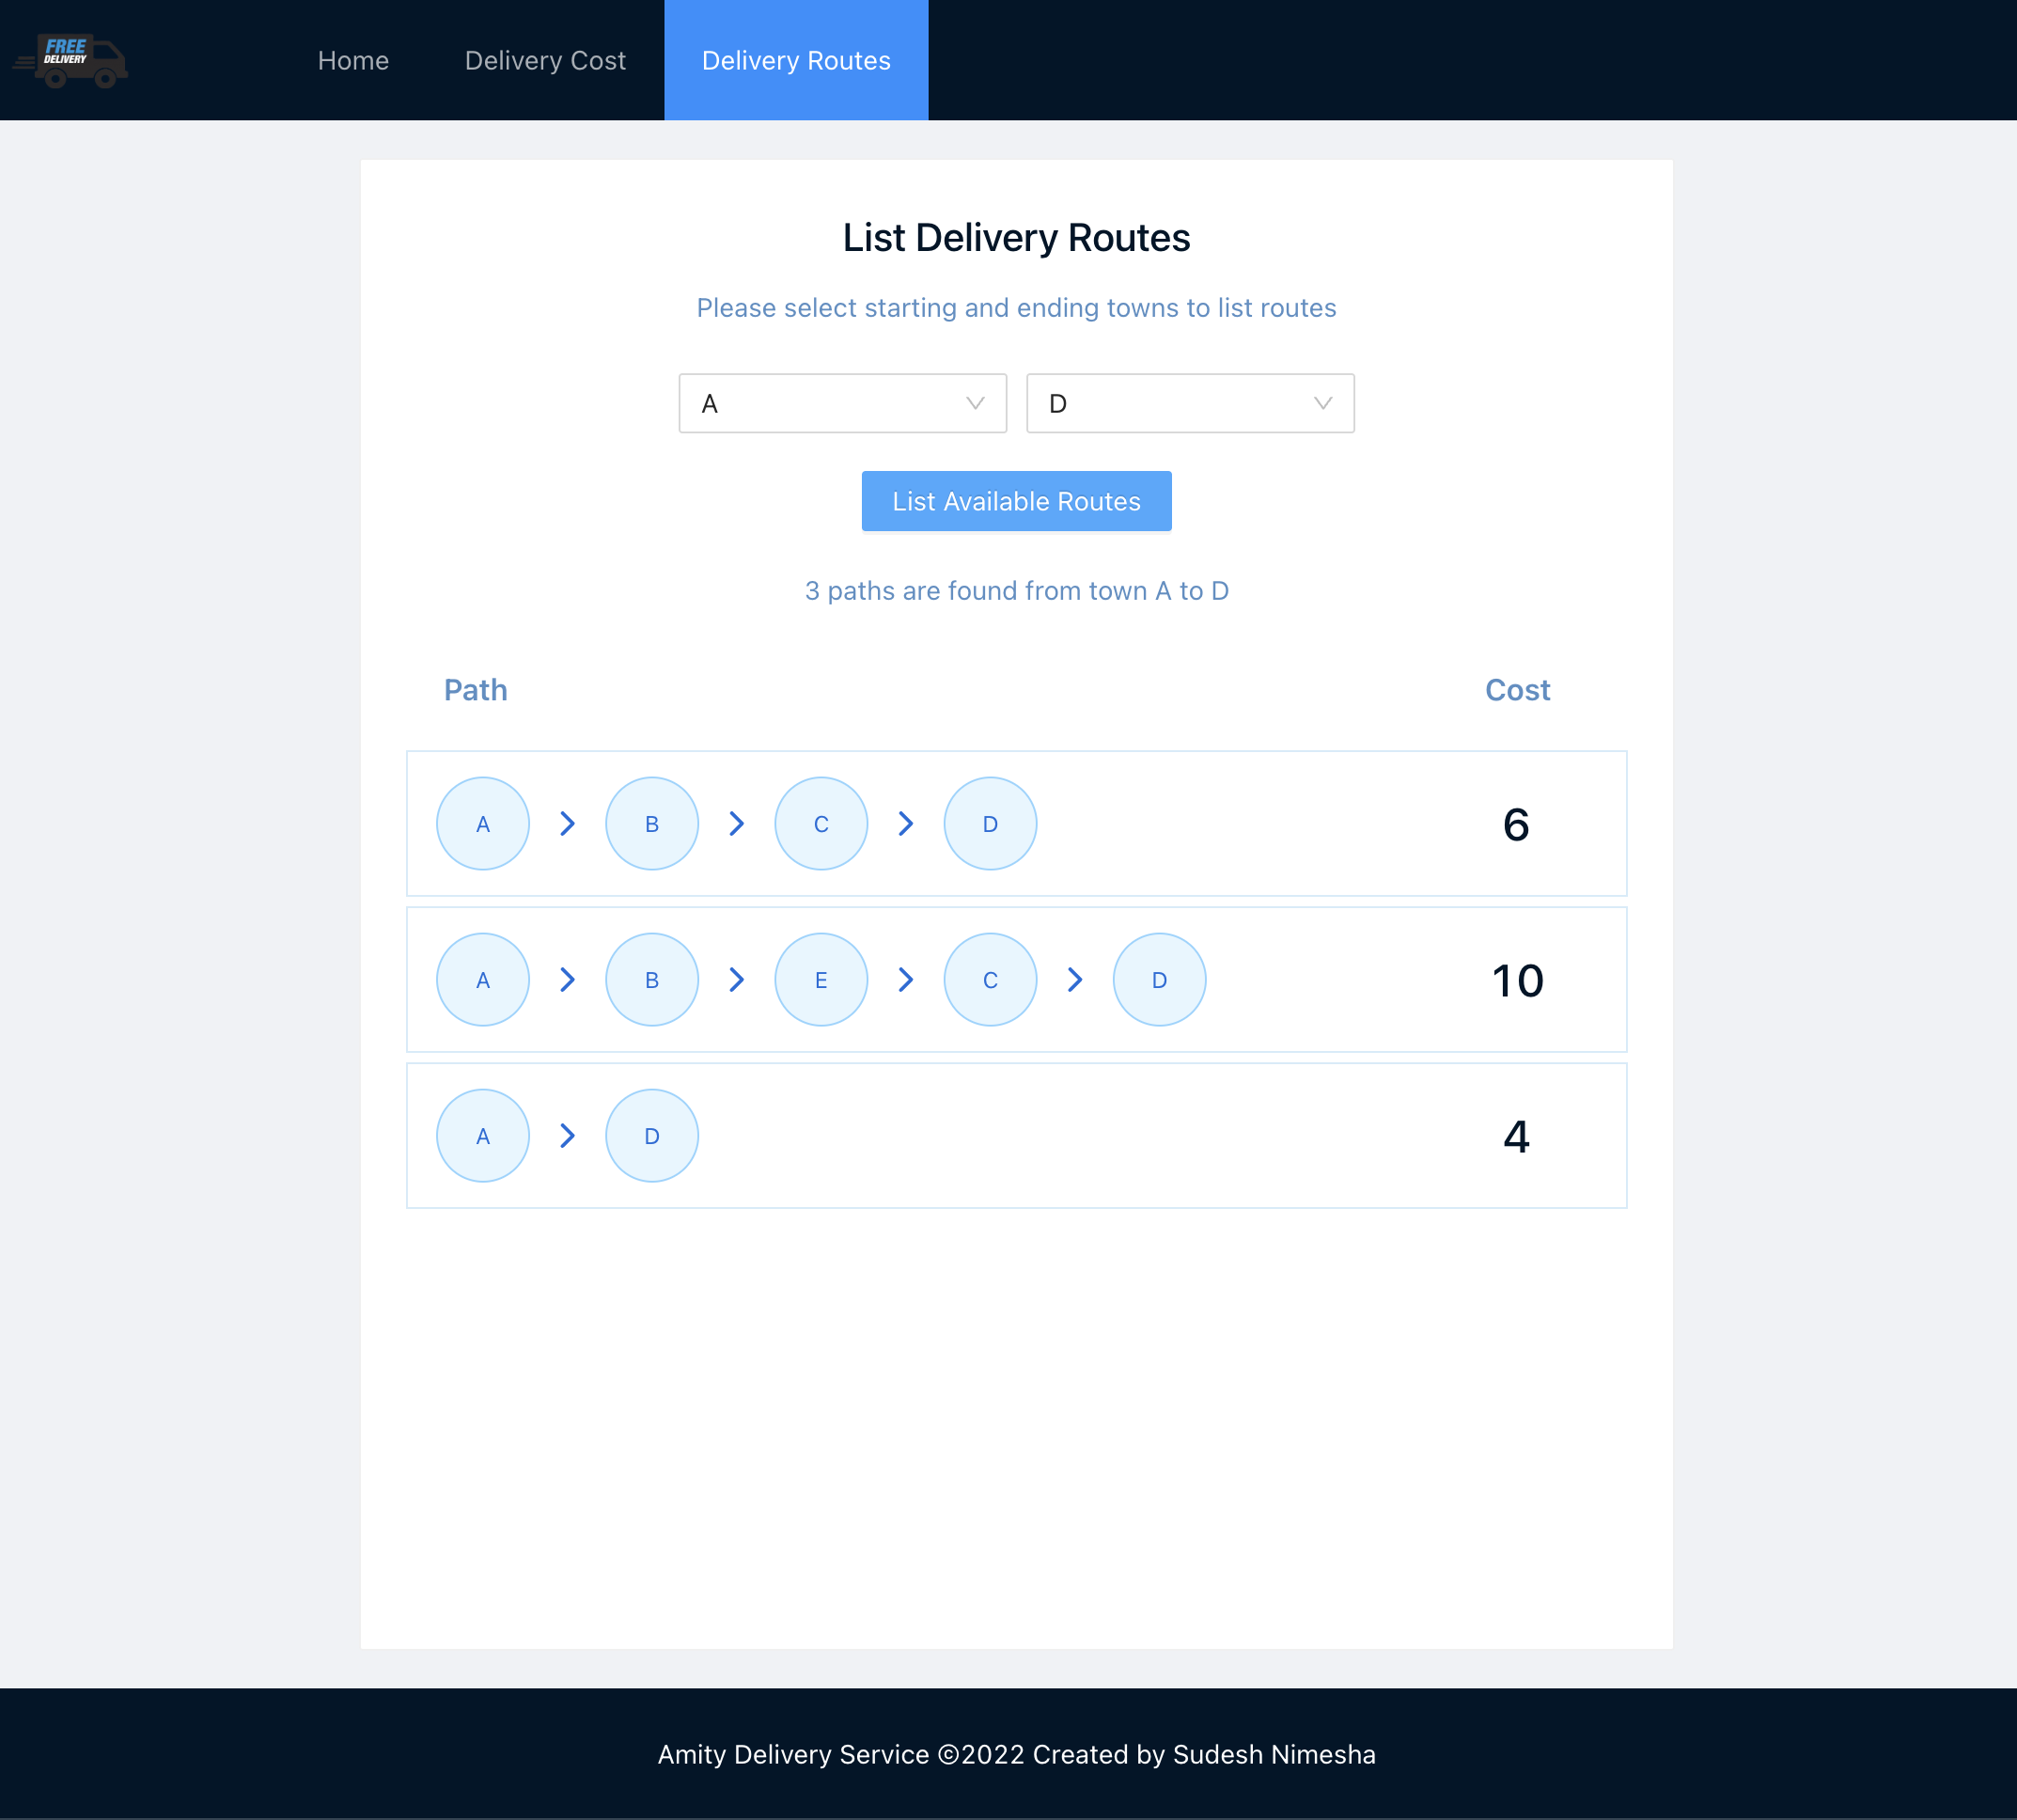 FREE
DELIVERY
Home Delivery Cost Delivery Routes
List Delivery Routes
Please select starting and ending towns to list routes
A D
List Available Routes
3 paths are found from town A to D
Path Cost
A B C D 6
A B E C D 10
A D 4
Amity Delivery Service ©2022 Created by Sudesh Nimesha